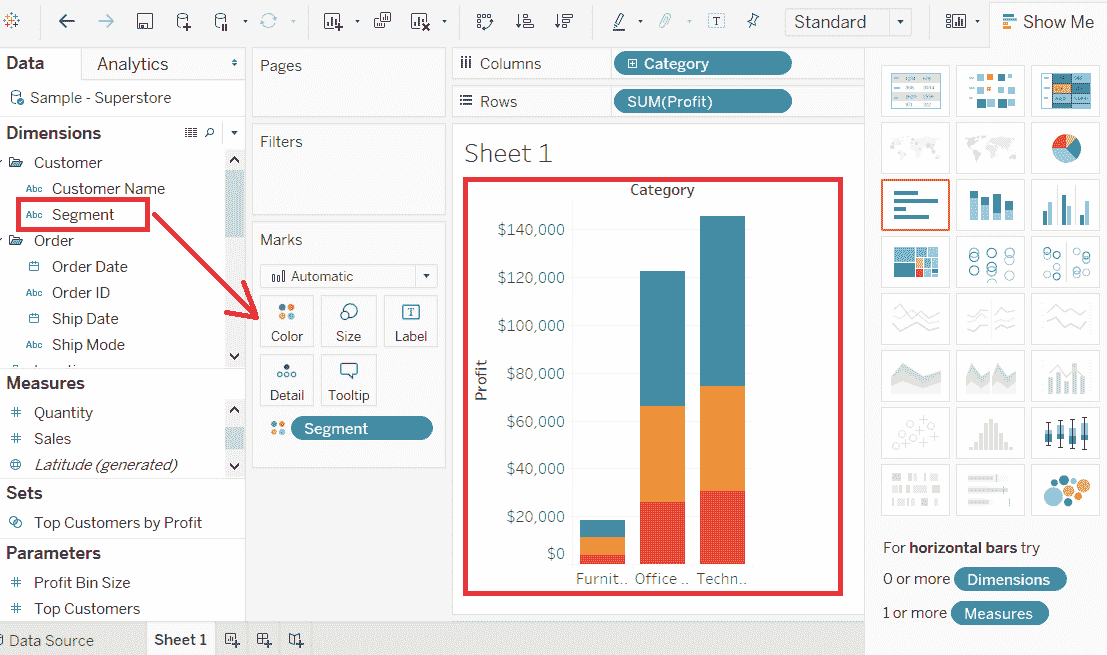 Standard
Show Me
Data
Analytics
Sample - Superstore
Dimensions
Customer
Abc Customer Name
Abc Segment
Order
Order Date
Abc Order ID
Ship Date
Abc Ship Mode
Measures
# Quantity
# Sales
Latitude (generated)
Sets
Top Customers by Profit
Parameters
# Profit Bin Size
# Top Customers
Data Source
Sheet 1
Pages
Filters
Marks
Automatic
Color
Size
T
Label
Detail
Tooltip
Segment
Columns
Category
Rows
SUM(Profit)
Sheet 1
Category
Profit
$140,000
$120,000
$100,000
$80,000
$60,000
$40,000
$20,000
$0
Furnit..
Office ..
Techn..
For horizontal bars try
0 or more Dimensions
1 or more Measures